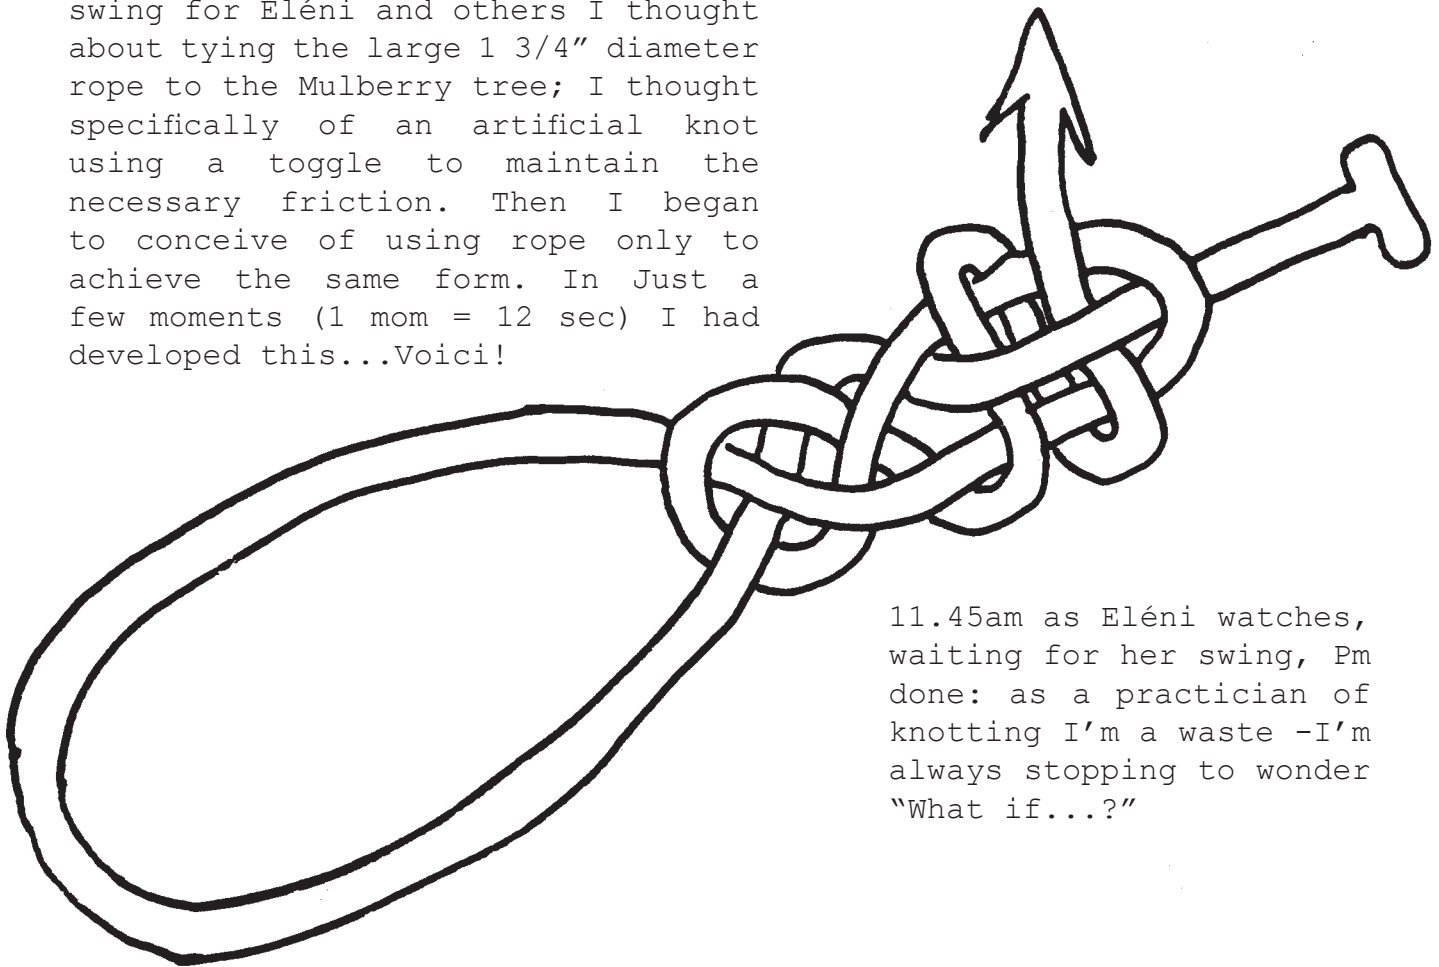 swing for Eléni and others I thought
about tying the large 1 3/4” diameter
rope to the Mulberry tree; I thought
specifically of an artificial knot
using a toggle to maintain the
necessary friction. Then I began
to conceive of using rope only to
achieve the same form. In Just a
few moments (1 mom = 12 sec) I had
developed this...Voici!
11.45am as Eléni watches,
waiting for her swing, Pm
done: as a practician of
knotting I’m a waste -I’m
always stopping to wonder
“What if...?”